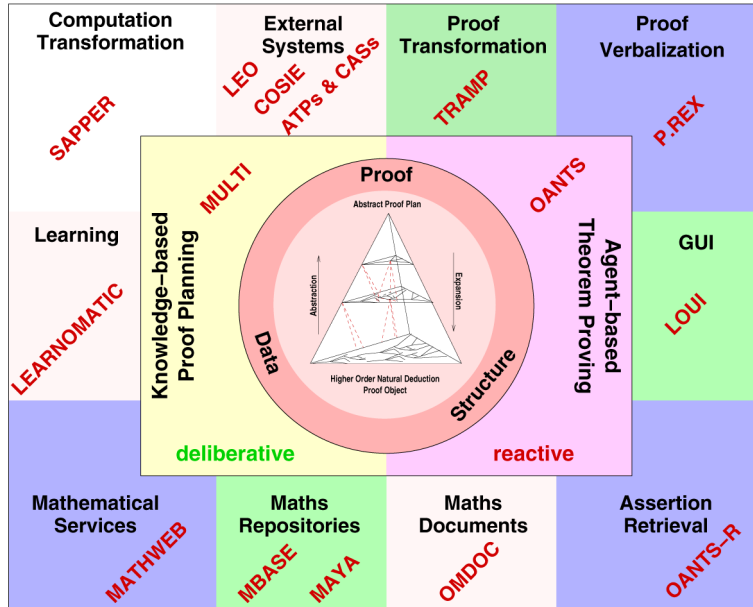 Computation
Transformation
SAPPER
External
Systems
LEO
COSIE
ATPs & CASs
Proof
Transformation
TRAMP
Proof
Verbalization
P.REX
Learning
LEARNOMATIC
Knowledge-based
Proof Planning
MULTI
deliberative
Proof
Data
Structure
Abstract Proof Plan
Abstraction
Expansion
Higher Order Natural Deduction
Proof Object
OANTS
Agent-based
Theorem Proving
reactive
GUI
LOUI
Mathematical
Services
MATHWEB
Maths
Repositories
MBASE
MAYA
Maths
Documents
OMDOC
Assertion
Retrieval
OANTS-R